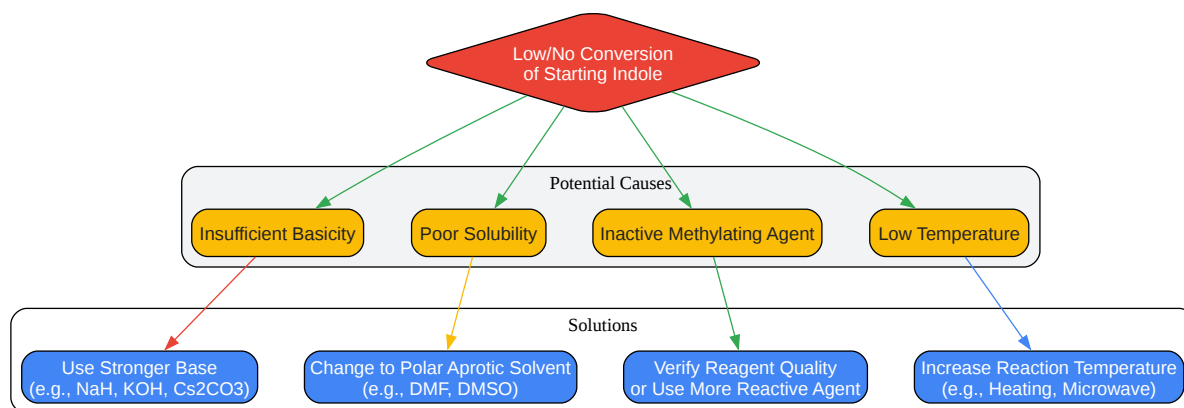 Low/No Conversion
of Starting Indole
Potential Causes
Insufficient Basicity
Poor Solubility
Inactive Methylating Agent
Low Temperature
Solutions
Use Stronger Base
(e.g., NaH, KOH, Cs2CO3)
Change to Polar Aprotic Solvent
(e.g., DMF, DMSO)
Verify Reagent Quality
or Use More Reactive Agent
Increase Reaction Temperature
(e.g., Heating, Microwave)